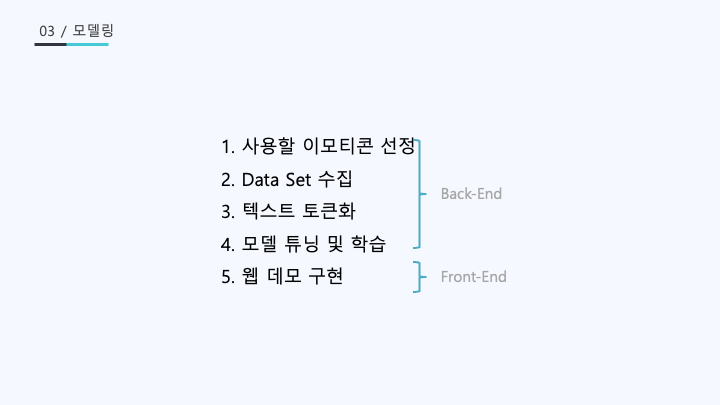 03 / 모델링
1. 사용할 이모티콘 선정
2. Data Set 수집
3. 텍스트 토큰화
4. 모델 튜닝 및 학습
Back-End
5. 웹 데모 구현
Front-End